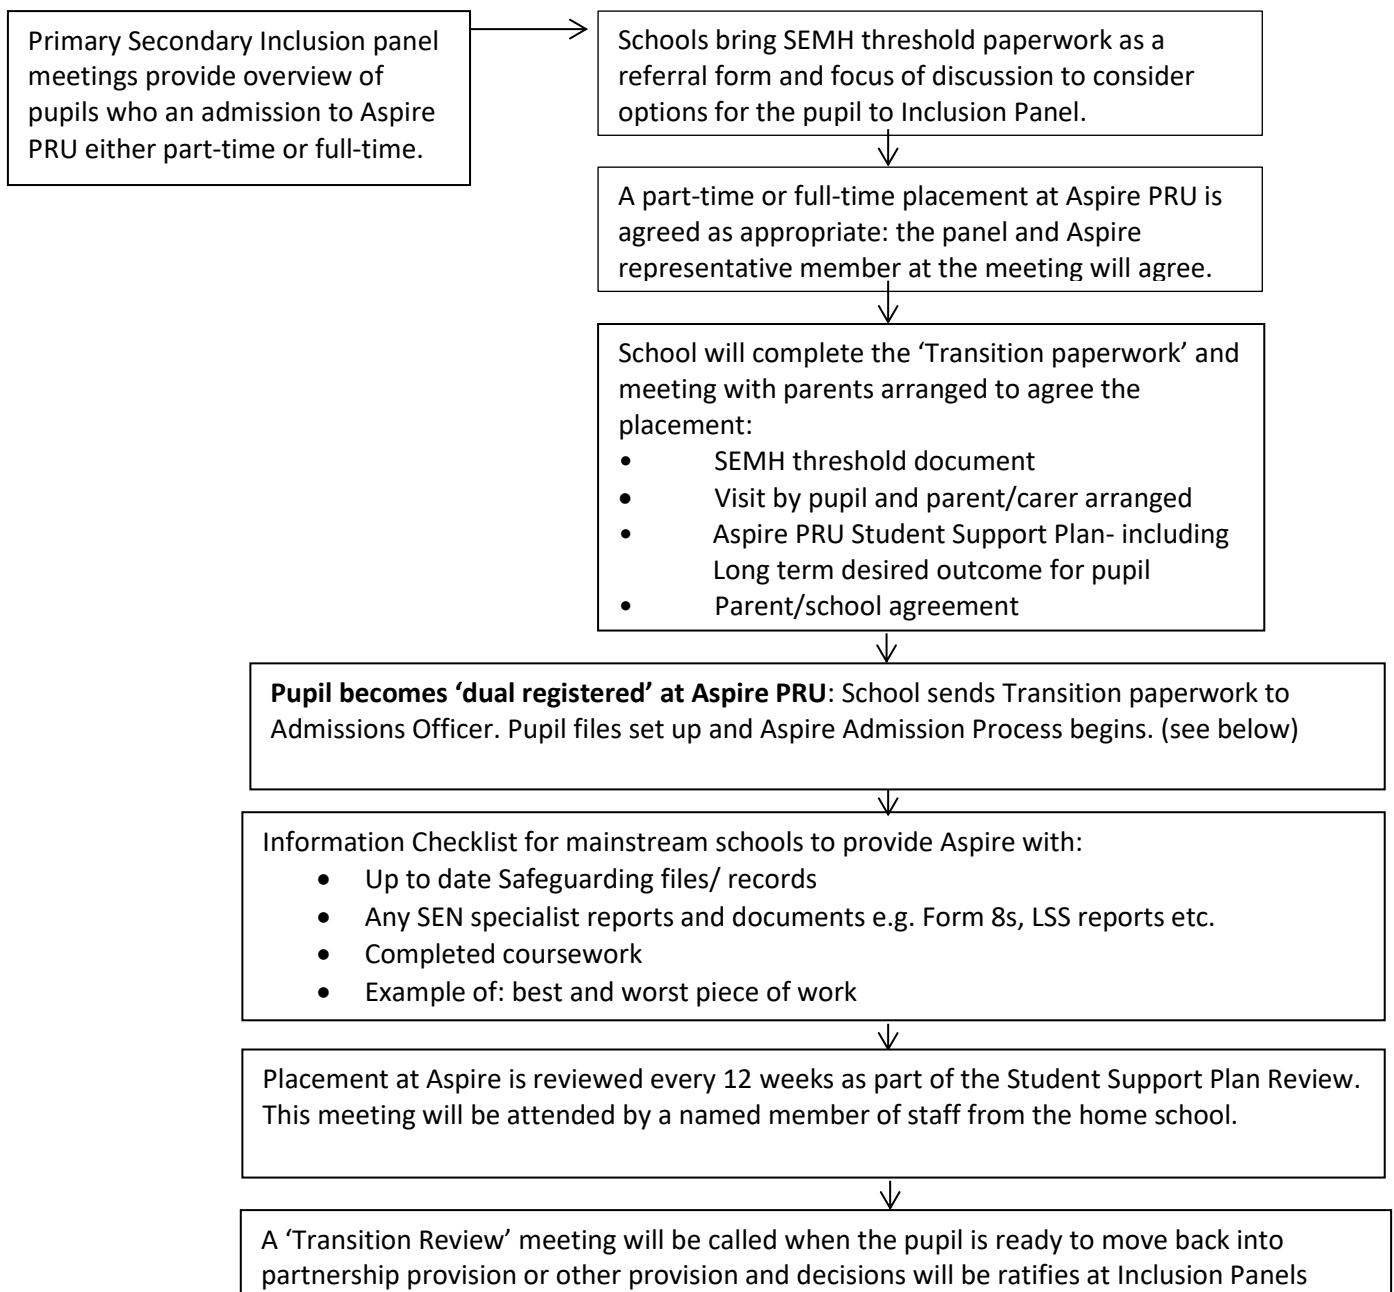 Primary Secondary Inclusion panel
meetings provide overview of
pupils who an admission to Aspire
PRU either part-time or full-time.
Schools bring SEMH threshold paperwork as a
referral form and focus of discussion to consider
options for the pupil to Inclusion Panel.
A part-time or full-time placement at Aspire PRU is
agreed as appropriate: the panel and Aspire
representative member at the meeting will agree.
School will complete the ‘Transition paperwork’ and
meeting with parents arranged to agree the
placement:
• SEMH threshold document
• Visit by pupil and parent/carer arranged
• Aspire PRU Student Support Plan- including
Long term desired outcome for pupil
• Parent/school agreement
Pupil becomes ‘dual registered’ at Aspire PRU: School sends Transition paperwork to
Admissions Officer. Pupil files set up and Aspire Admission Process begins. (see below)
Information Checklist for mainstream schools to provide Aspire with:
• Up to date Safeguarding files/ records
• Any SEN specialist reports and documents e.g. Form 8s, LSS reports etc.
• Completed coursework
• Example of: best and worst piece of work
Placement at Aspire is reviewed every 12 weeks as part of the Student Support Plan Review.
This meeting will be attended by a named member of staff from the home school.
A ‘Transition Review’ meeting will be called when the pupil is ready to move back into
partnership provision or other provision and decisions will be ratifies at Inclusion Panels